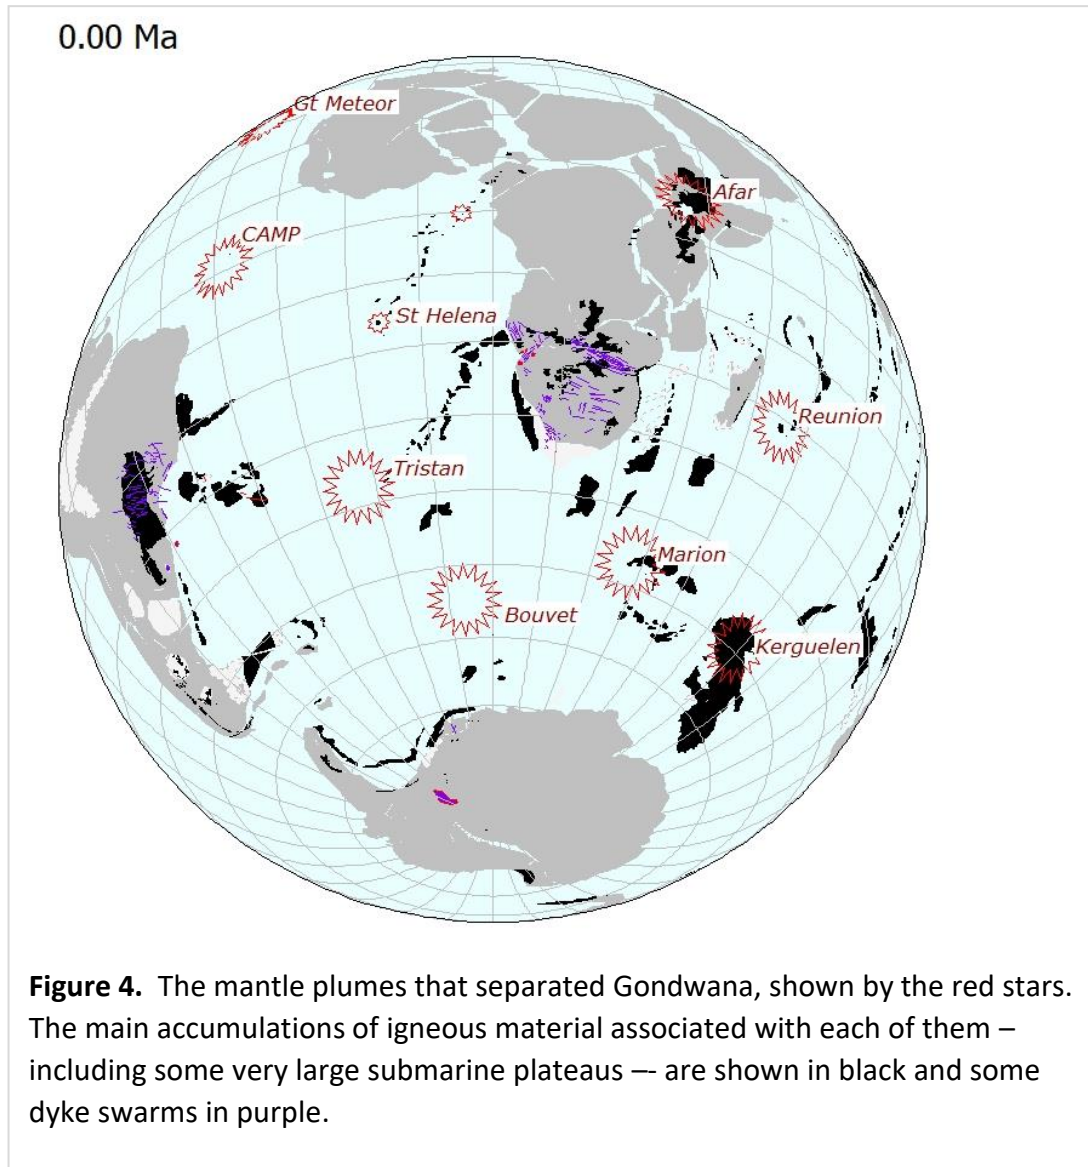 0.00 Ma
Gt Meteor
Afar
CAMP
St Helena
Reunion
Tristan
Marion
Bouvet
Kerguelen
Figure 4.  The mantle plumes that separated Gondwana, shown by the red stars.
The main accumulations of igneous material associated with each of them –
including some very large submarine plateaus –- are shown in black and some
dyke swarms in purple.